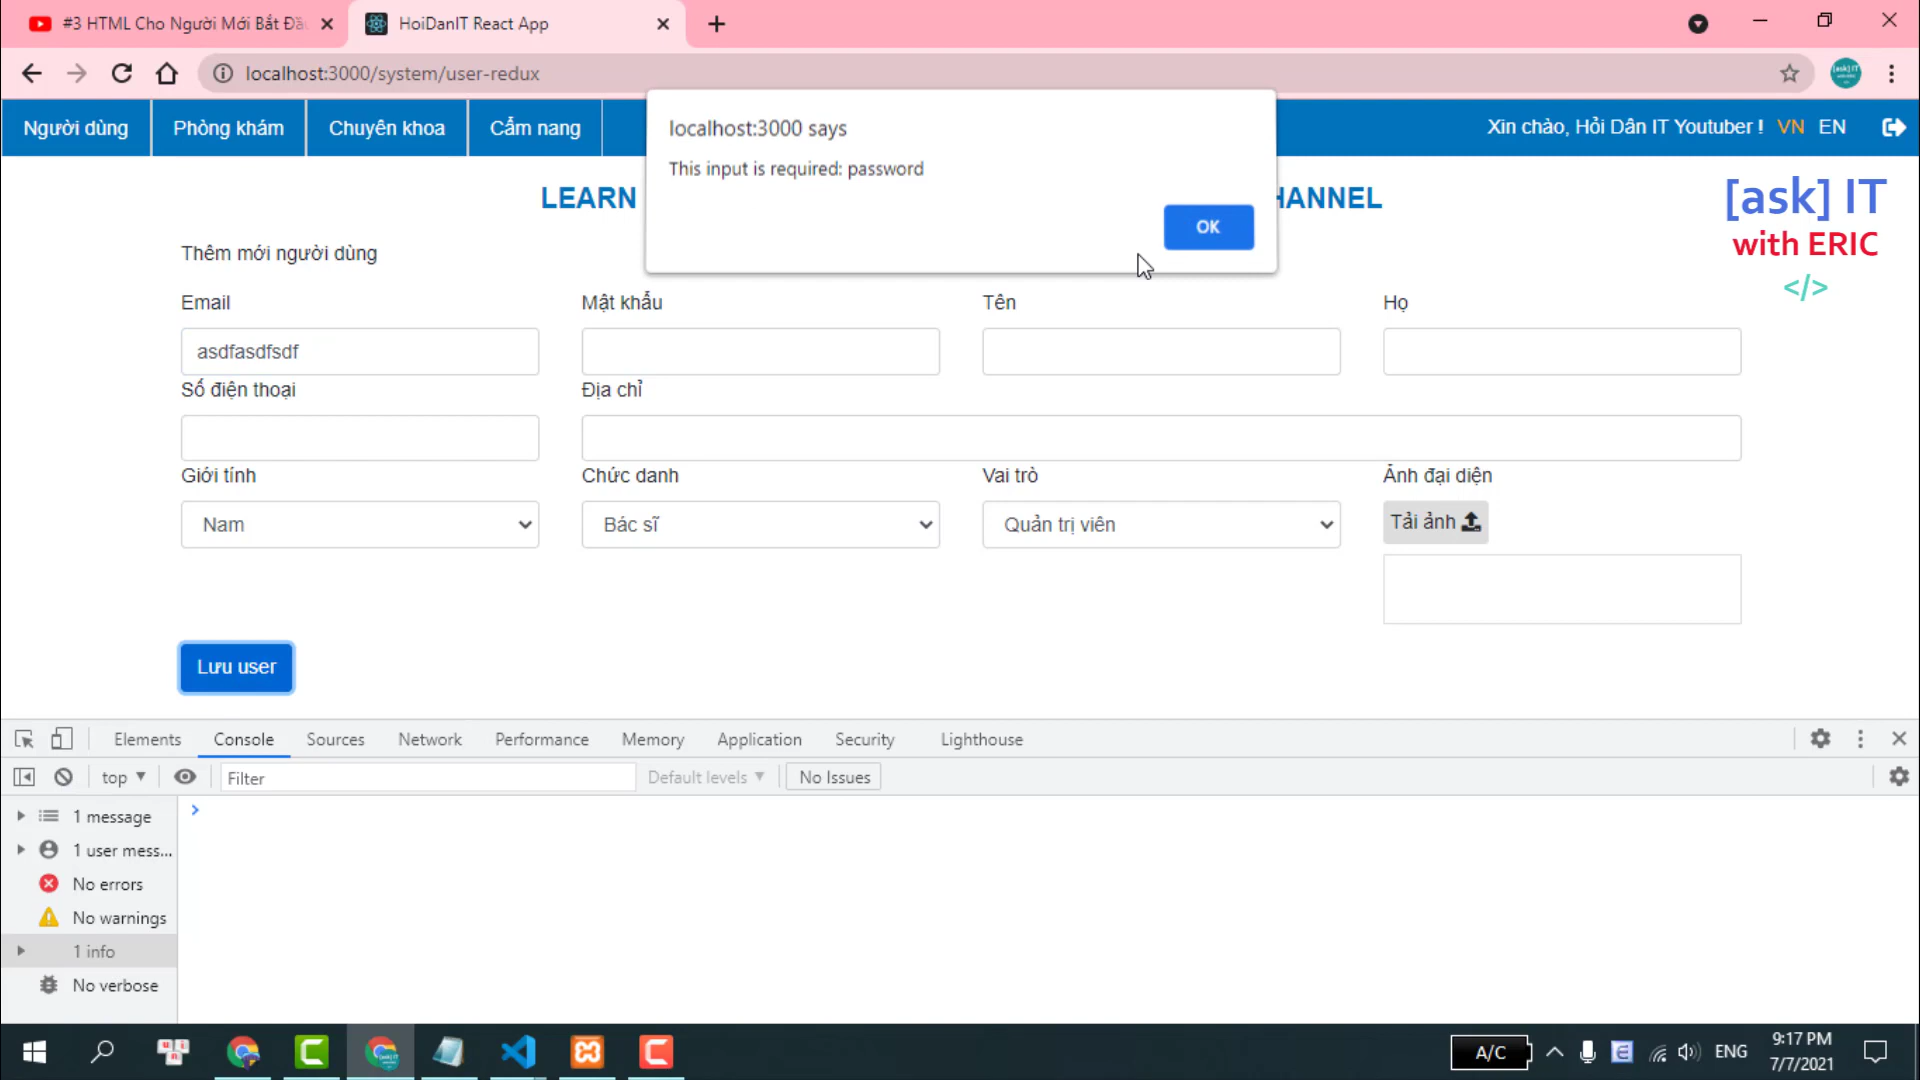 #3 HTML Cho Người Mới Bắt Đầu
HoiDanIT React App
localhost:3000/system/user-redux
Người dùng
Phòng khám
Chuyên khoa
Cẩm nang
Xin chào, Hỏi Dân IT Youtuber !
VN
EN
localhost:3000 says
This input is required: password
OK
LEARN
HANNEL
[ask] IT
with ERIC
</>
Thêm mới người dùng
Email
Mật khẩu
Tên
Họ
asdfasdfsdf
Số điện thoại
Địa chỉ
Giới tính
Chức danh
Vai trò
Ảnh đại diện
Nam
Bác sĩ
Quản trị viên
Tải ảnh
Lưu user
Elements
Console
Sources
Network
Performance
Memory
Application
Security
Lighthouse
top
Filter
Default levels
No Issues
1 message
1 user mess...
No errors
No warnings
1 info
No verbose
A/C
ENG
9:17 PM
7/7/2021